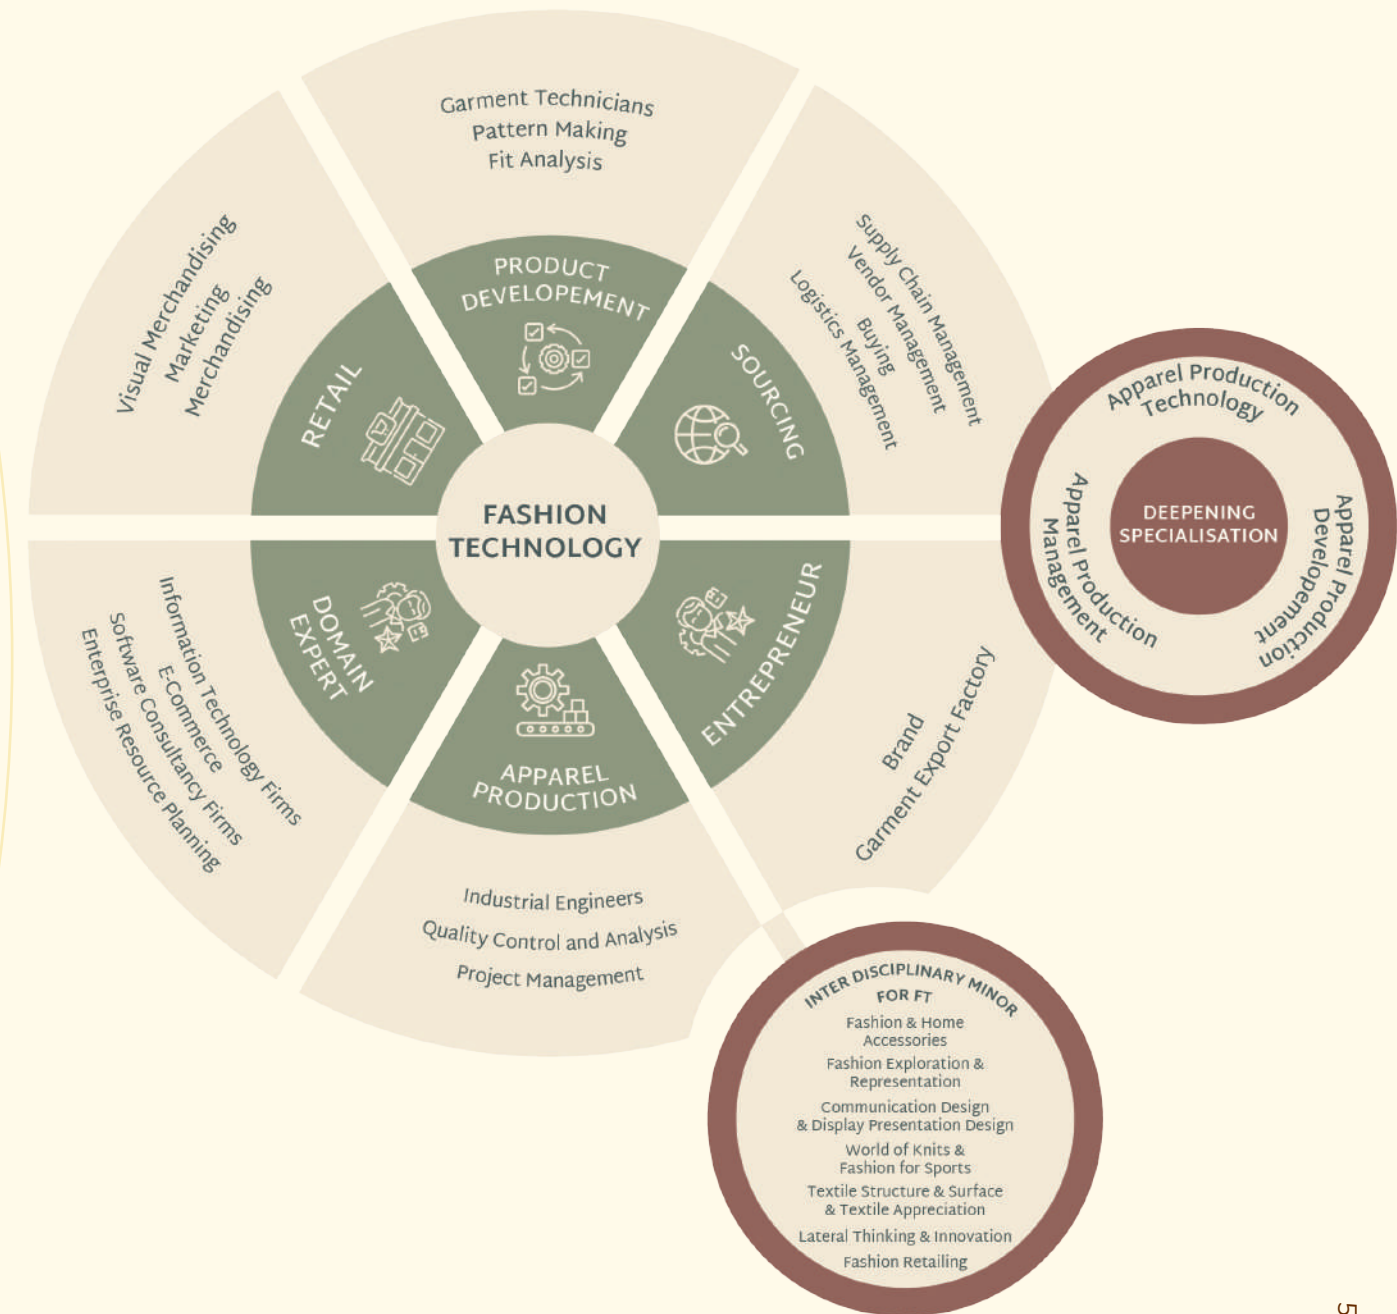 Garment Technicians
Pattern Making
Fit Analysis
PRODUCT
DEVELOPEMENT
Supply Chain Management
Vendor Management
Buying
Logistics Management
SOURCING
Visual Merchandising
Marketing
Merchandising
RETAIL
FASHION
TECHNOLOGY
DOMAIN
EXPERT
Information Technology Firms
E-Commerce
Software Consultancy Firms
Enterprise Resource Planning
APPAREL
PRODUCTION
Industrial Engineers
Quality Control and Analysis
Project Management
ENTREPRENEUR
Brand
Garment Export Factory
Apparel Production
Technology
DEEPENING
SPECIALISATION
Apparel Production
Developement
Apparel Production
Management
INTER DISCIPLINARY MINOR
FOR FT
Fashion & Home
Accessories
Fashion Exploration &
Representation
Communication Design
& Display Presentation Design
World of Knits &
Fashion for Sports
Textile Structure & Surface
& Textile Appreciation
Lateral Thinking & Innovation
Fashion Retailing
5